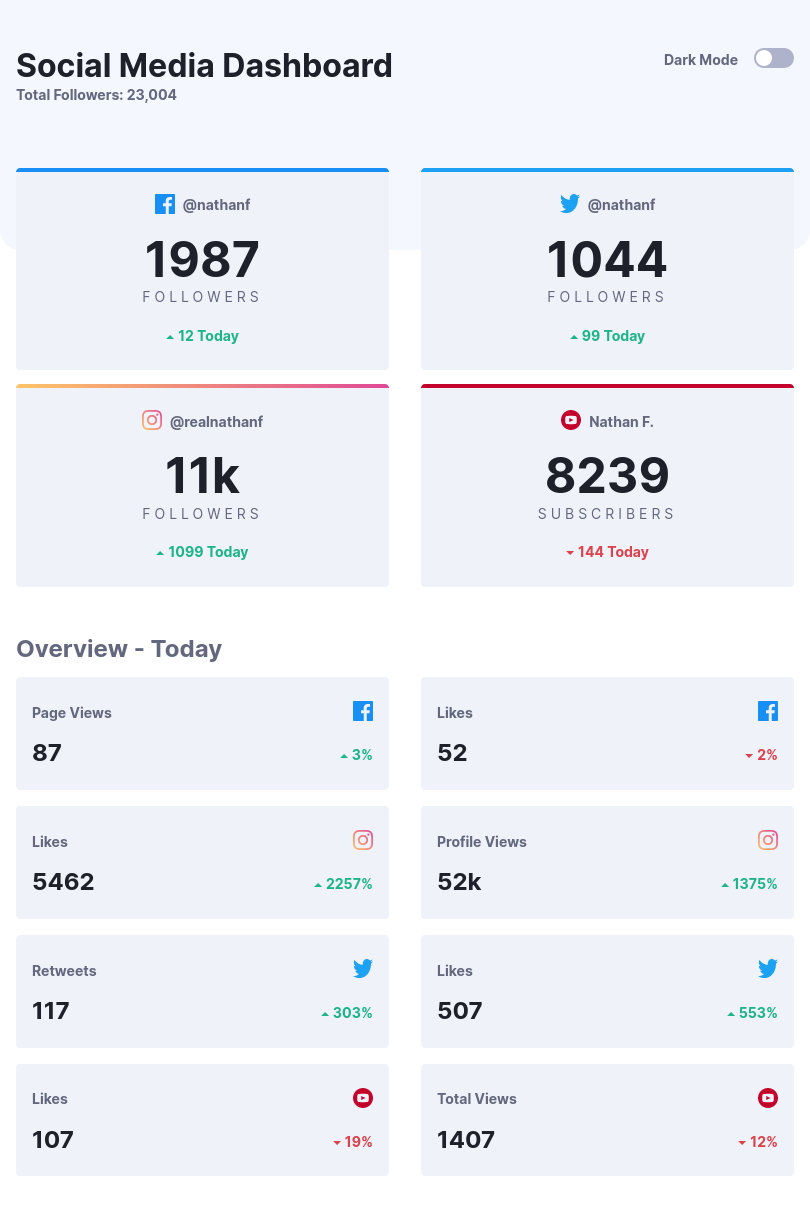 Social Media Dashboard
Total Followers: 23,004
Dark Mode
@nathanf
1987
FOLLOWERS
12 Today
@nathanf
1044
FOLLOWERS
99 Today
@realnathanf
11k
FOLLOWERS
1099 Today
Nathan F.
8239
SUBSCRIBERS
144 Today
Overview - Today
Page Views
87
3%
Likes
52
2%
Likes
5462
2257%
Profile Views
52k
1375%
Retweets
117
303%
Likes
507
553%
Likes
107
19%
Total Views
1407
12%